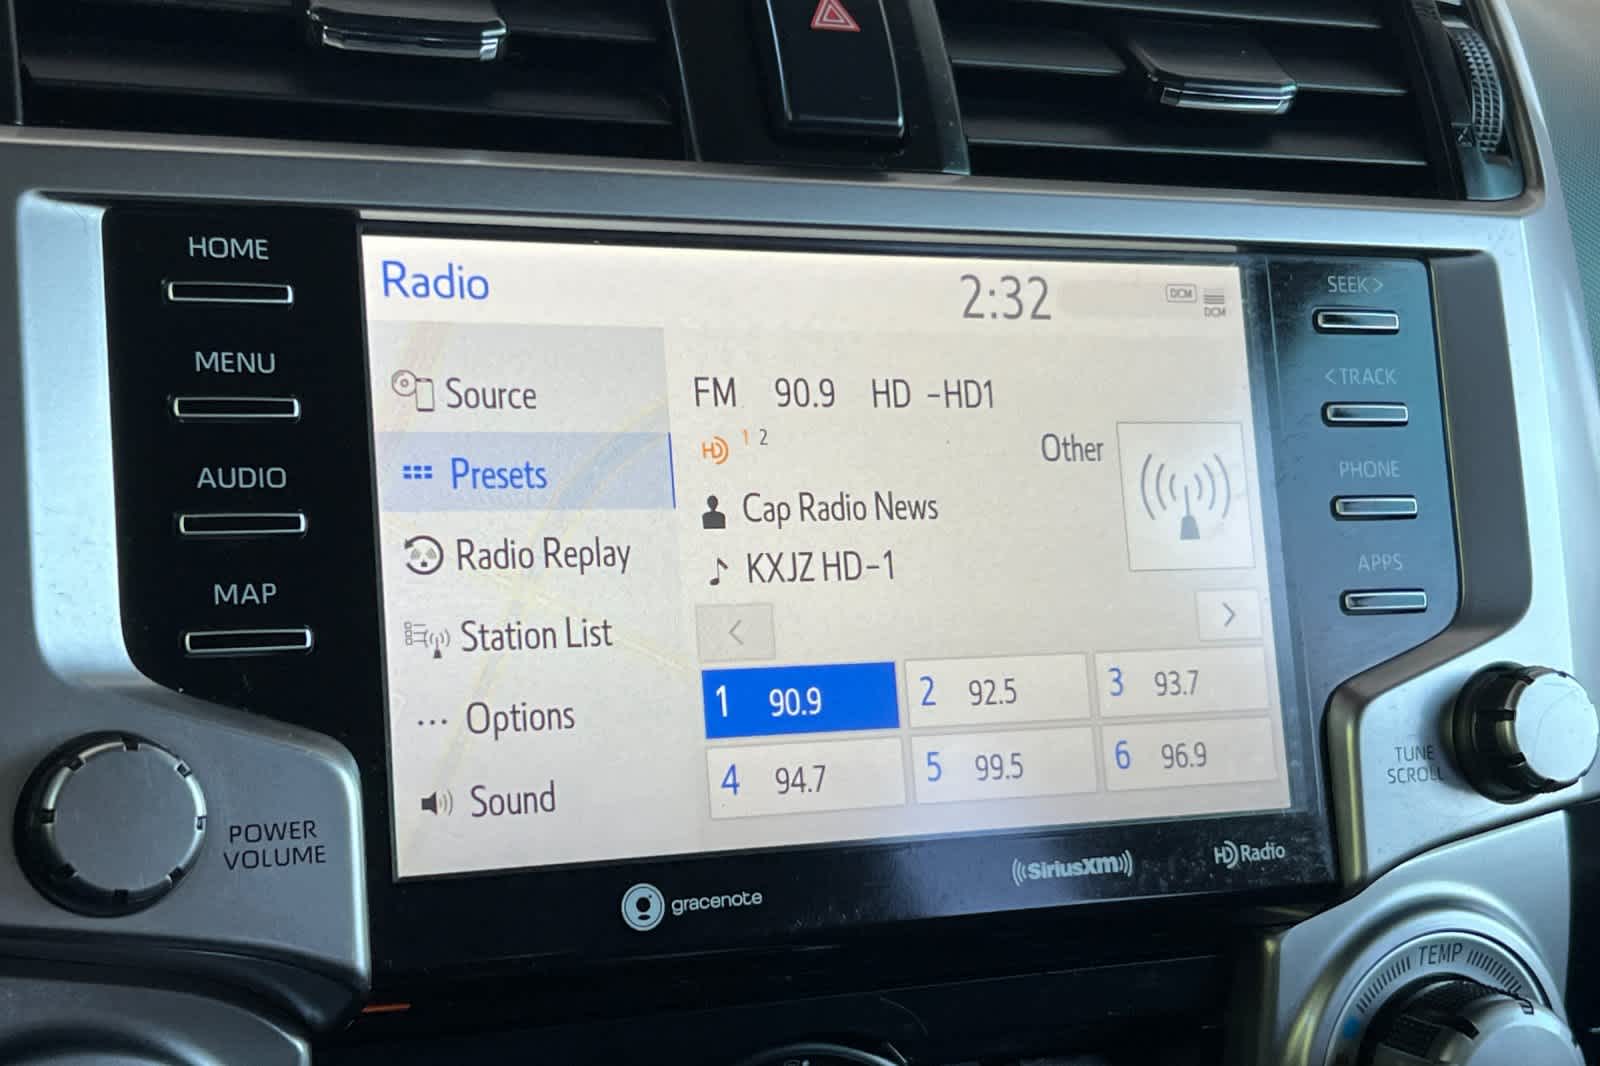 HOME
MENU
AUDIO
MAP
POWER
VOLUME
Radio
2:32
DCM
DCM
Source
Presets
Radio Replay
Station List
Options
Sound
FM 90.9 HD -HD1
HD 1 2
Other
Cap Radio News
KXJZ HD-1
<
>
1 90.9
2 92.5
3 93.7
4 94.7
5 99.5
6 96.9
gracenote
SiriusXM
HD Radio
SEEK >
< TRACK
PHONE
APPS
TUNE
SCROLL
TEMP